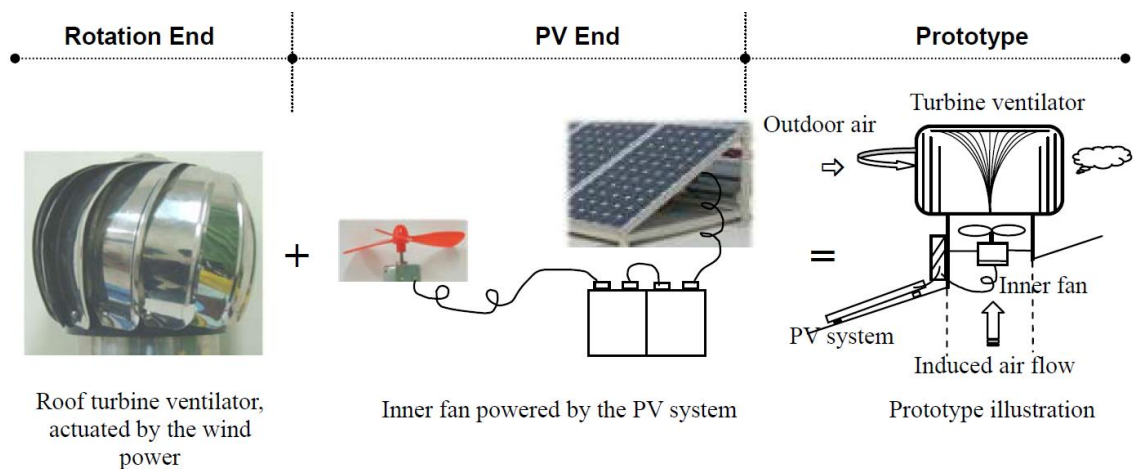 Rotation End
PV End
Prototype
Turbine ventilator
Outdoor air
+
=
Inner fan
PV system
Induced air flow
Roof turbine ventilator,
actuated by the wind
power
Inner fan powered by the PV system
Prototype illustration